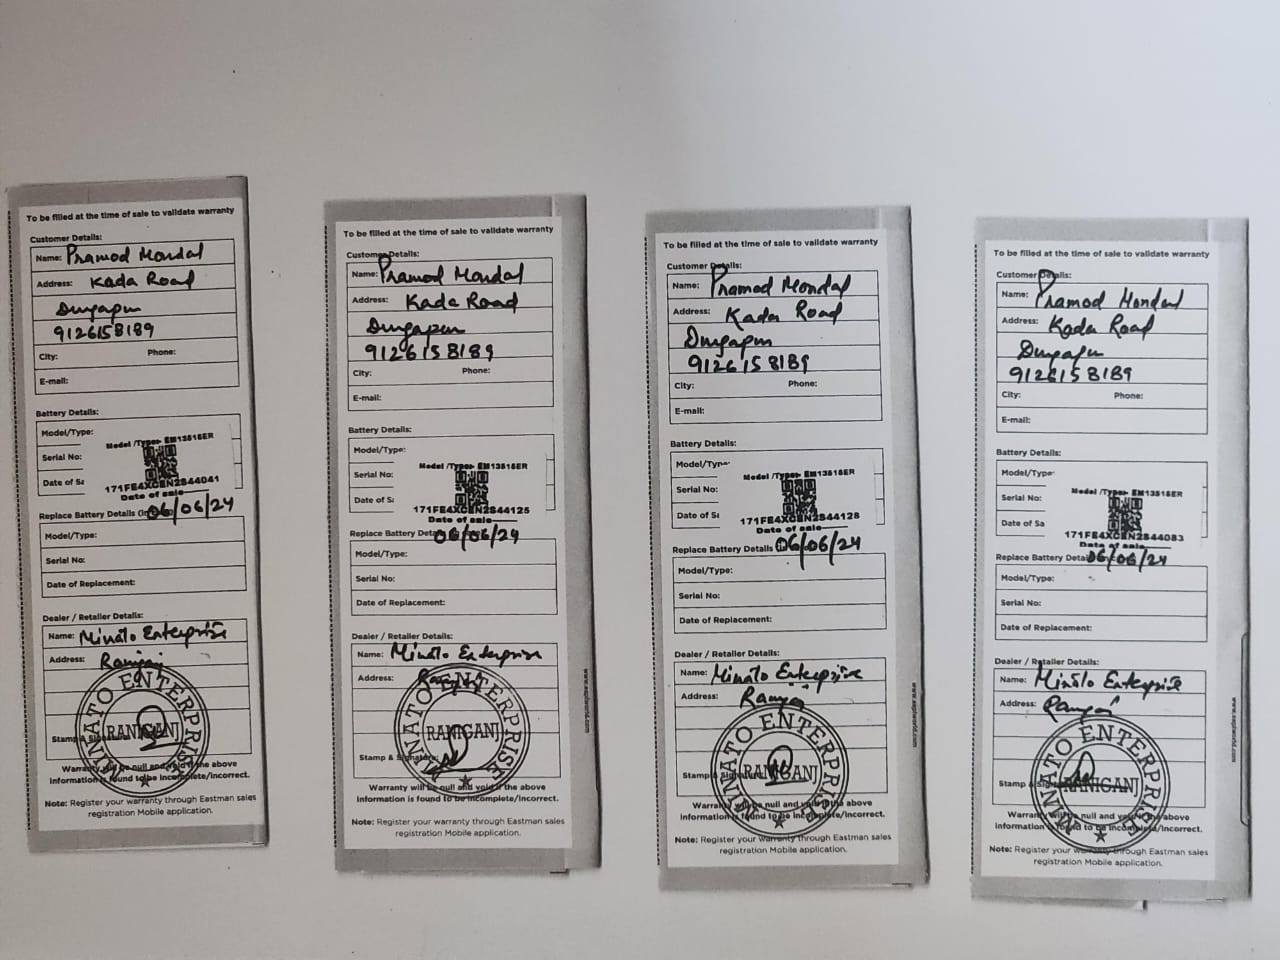 To be filled at the time of sale to validate warranty
Customer Details:
Name: Pramod Mondal
Address: Kada Road
Durgapur
9126158189
City: Phone:
E-mail:
Battery Details:
Model/Type:
Model /Type:- EM13518ER
Serial No:
171FE4XCEN2844041
Date of Sa
Date of sale
06/06/24
Replace Battery Details
Model/Type:
Serial No:
Date of Replacement:
Dealer / Retailer Details:
Name: Minato Enterprise
Address: Raniganj
MINATO ENTERPRISE
RANIGANJ
Stamp & Signature:
Warranty will be null and void if the above
information is found to be incomplete/incorrect.
Note: Register your warranty through Eastman sales
registration Mobile application.
To be filled at the time of sale to validate warranty
Customer Details:
Name: Pramod Mondal
Address: Kada Road
Durgapur
9126158189
City: Phone:
E-mail:
Battery Details:
Model/Type:
Model /Type:- EM13518ER
Serial No:
171FE4XCEN2844125
Date of Sa
Date of sale
06/06/24
Replace Battery Details
Model/Type:
Serial No:
Date of Replacement:
Dealer / Retailer Details:
Name: Minato Enterprise
Address: Raniganj
MINATO ENTERPRISE
RANIGANJ
Stamp & Signature:
Warranty will be null and void if the above
information is found to be incomplete/incorrect.
Note: Register your warranty through Eastman sales
registration Mobile application.
To be filled at the time of sale to validate warranty
Customer Details:
Name: Pramod Mondal
Address: Kada Road
Durgapur
9126158189
City: Phone:
E-mail:
Battery Details:
Model/Type:
Model /Type:- EM13518ER
Serial No:
171FE4XCEN2844128
Date of Sa
Date of sale
06/06/24
Replace Battery Details
Model/Type:
Serial No:
Date of Replacement:
Dealer / Retailer Details:
Name: Minato Enterprise
Address: Raniganj
MINATO ENTERPRISE
RANIGANJ
Stamp & Signature:
Warranty will be null and void if the above
information is found to be incomplete/incorrect.
Note: Register your warranty through Eastman sales
registration Mobile application.
To be filled at the time of sale to validate warranty
Customer Details:
Name: Pramod Mondal
Address: Kada Road
Durgapur
9126158189
City: Phone:
E-mail:
Battery Details:
Model/Type:
Model /Type:- EM13518ER
Serial No:
171FE4XCEN2844083
Date of Sa
Date of sale
06/06/24
Replace Battery Details
Model/Type:
Serial No:
Date of Replacement:
Dealer / Retailer Details:
Name: Minato Enterprise
Address: Raniganj
MINATO ENTERPRISE
RANIGANJ
Stamp & Signature:
Warranty will be null and void if the above
information is found to be incomplete/incorrect.
Note: Register your warranty through Eastman sales
registration Mobile application.